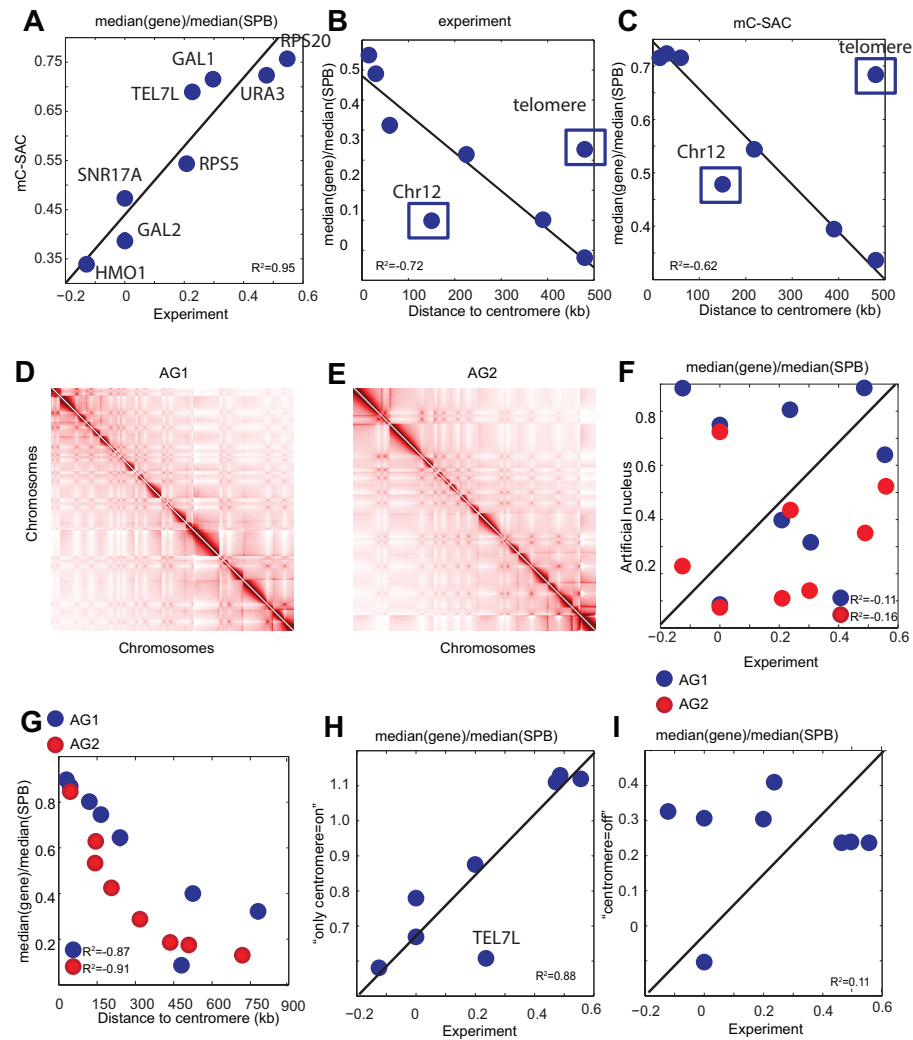 A
median(gene)/median(SPB)
mC-SAC
0.75
0.65
0.55
0.45
0.35
RPS20
GAL1
TEL7L
URA3
RPS5
SNR17A
GAL2
HMO1
R²=0.95
−0.2
0
0.2
0.4
0.6
Experiment
B
experiment
median(gene)/median(SPB)
0.5
0.4
0.3
0.2
0.1
0
telomere
Chr12
R²=-0.72
0
100
200
300
400
500
Distance to centromere (kb)
C
mC-SAC
median(gene)/median(SPB)
0.7
0.6
0.5
0.4
telomere
Chr12
R²=-0.62
0
100
200
300
400
500
Distance to centromere (kb)
D
AG1
Chromosomes
Chromosomes
E
AG2
Chromosomes
F
median(gene)/median(SPB)
Artificial nucleus
0.8
0.6
0.4
0.2
R²=-0.11
R²=-0.16
−0.2
0
0.2
0.4
0.6
Experiment
AG1
AG2
G
AG1
AG2
median(gene)/median(SPB)
0.8
0.6
0.4
0.2
R²=-0.87
R²=-0.91
0
150
300
450
600
750
900
Distance to centromere (kb)
H
median(gene)/median(SPB)
“only centromere=on”
1.1
1.0
0.9
0.8
0.7
TEL7L
R²=0.88
−0.2
0
0.2
0.4
0.6
Experiment
I
median(gene)/median(SPB)
“centromere=off”
0.4
0.3
0.2
0.1
0
−0.1
R²=0.11
−0.2
0
0.2
0.4
0.6
Experiment